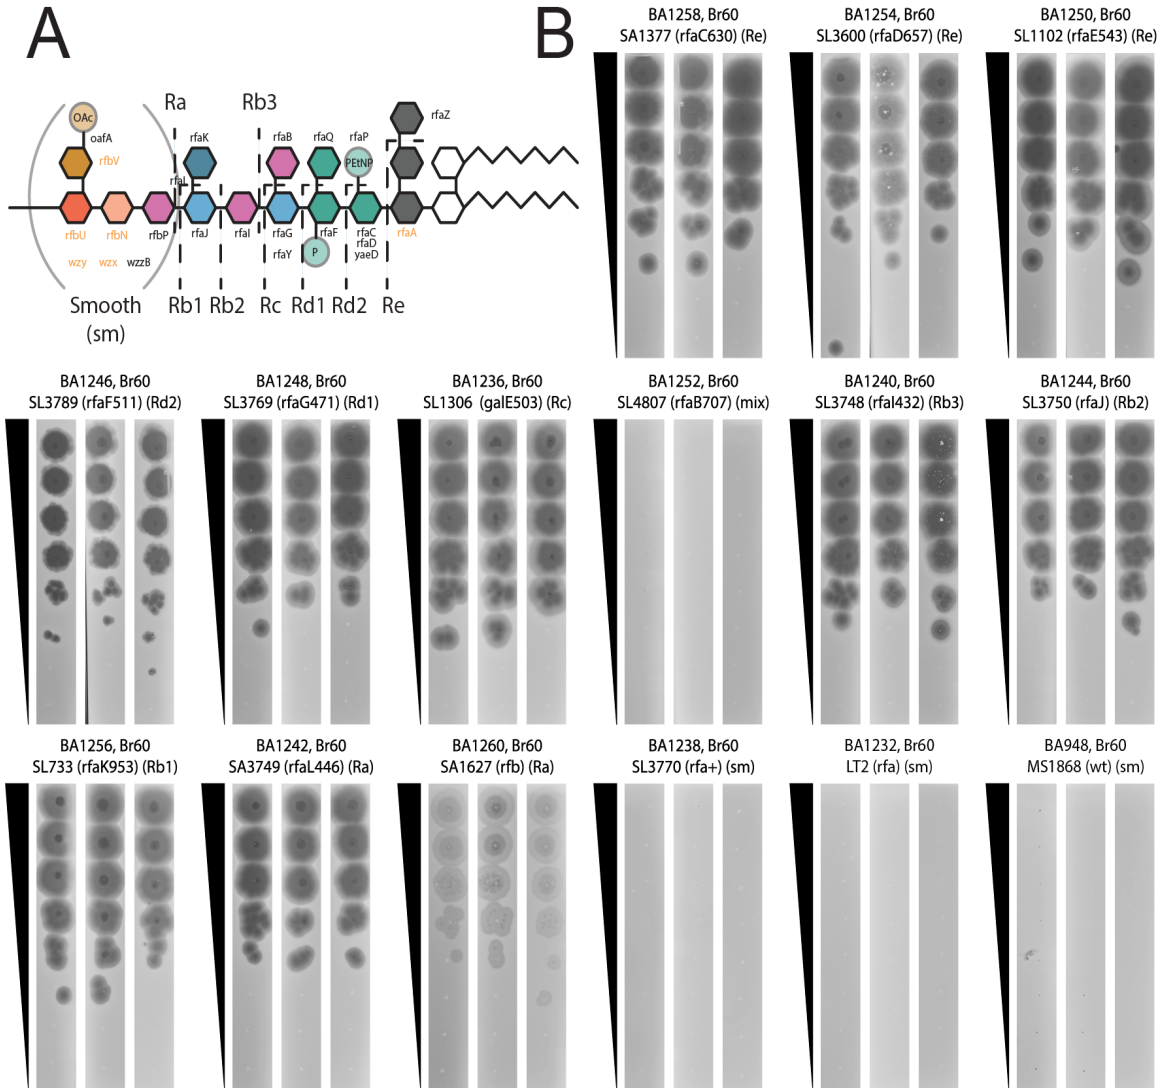 A
B
Ra
Rb3
OAc
oafA
rfbV
rfaK
rfaL
rfaB
rfaQ
rfaP
PEtNP
rfaZ
rfbU
rfbN
rfbP
rfaJ
rfaI
rfaG
rfaF
rfaC
rfaA
wzy
wzx
wzzB
rfaY
P
rfaD
yaeD
Smooth
(sm)
Rb1
Rb2
Rc
Rd1
Rd2
Re
BA1258, Br60
SA1377 (rfaC630) (Re)
BA1254, Br60
SL3600 (rfaD657) (Re)
BA1250, Br60
SL1102 (rfaE543) (Re)
BA1246, Br60
SL3789 (rfaF511) (Rd2)
BA1248, Br60
SL3769 (rfaG471) (Rd1)
BA1236, Br60
SL1306 (galE503) (Rc)
BA1252, Br60
SL4807 (rfaB707) (mix)
BA1240, Br60
SL3748 (rfaI432) (Rb3)
BA1244, Br60
SL3750 (rfaJ) (Rb2)
BA1256, Br60
SL733 (rfaK953) (Rb1)
BA1242, Br60
SA3749 (rfaL446) (Ra)
BA1260, Br60
SA1627 (rfb) (Ra)
BA1238, Br60
SL3770 (rfa+) (sm)
BA1232, Br60
LT2 (rfa) (sm)
BA948, Br60
MS1868 (wt) (sm)